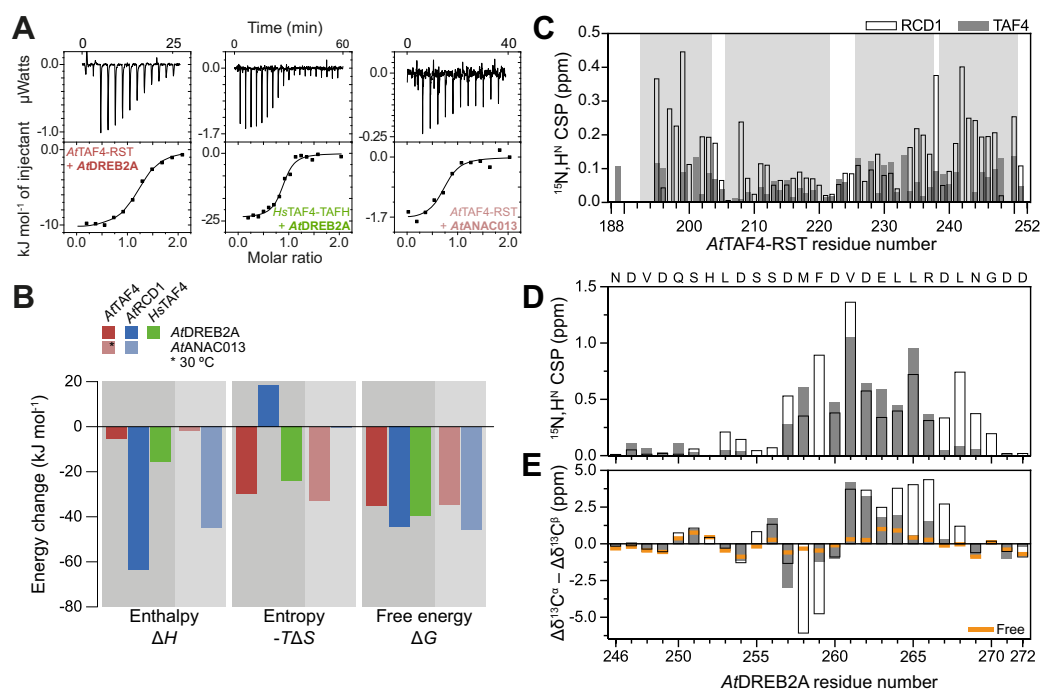 A
Time (min)
0 25 0 60 0 40
µWatts
0.0
-1.0
0.0
-1.7
0.0
-0.25
kJ mol⁻¹ of injectant
0.0
-10
0.0
-25
0.0
-1.7
AtTAF4-RST
+ AtDREB2A
HsTAF4-TAFH
+ AtDREB2A
AtTAF4-RST
+ AtANAC013
0.0 1.0 2.0 0.0 1.0 2.0 0.0 1.0 2.0
Molar ratio
B
AtTAF4
AtRCD1
HsTAF4
AtDREB2A
* AtANAC013
* 30 ºC
Energy change (kJ mol⁻¹)
20
0
-20
-40
-60
-80
Enthalpy
ΔH
Entropy
-TΔS
Free energy
ΔG
C
RCD1 TAF4
¹⁵N,Hᴺ CSP (ppm)
0.5
0.4
0.3
0.2
0.1
0.0
188 200 210 220 230 240 252
AtTAF4-RST residue number
D
N D V D Q S H L D S S D M F D V D E L L R D L N G D D
¹⁵N,Hᴺ CSP (ppm)
1.5
1.0
0.5
0.0
E
Δδ¹³Cᵅ – Δδ¹³Cᵝ (ppm)
5.0
2.5
0.0
-2.5
-5.0
Free
246 250 255 260 265 270 272
AtDREB2A residue number